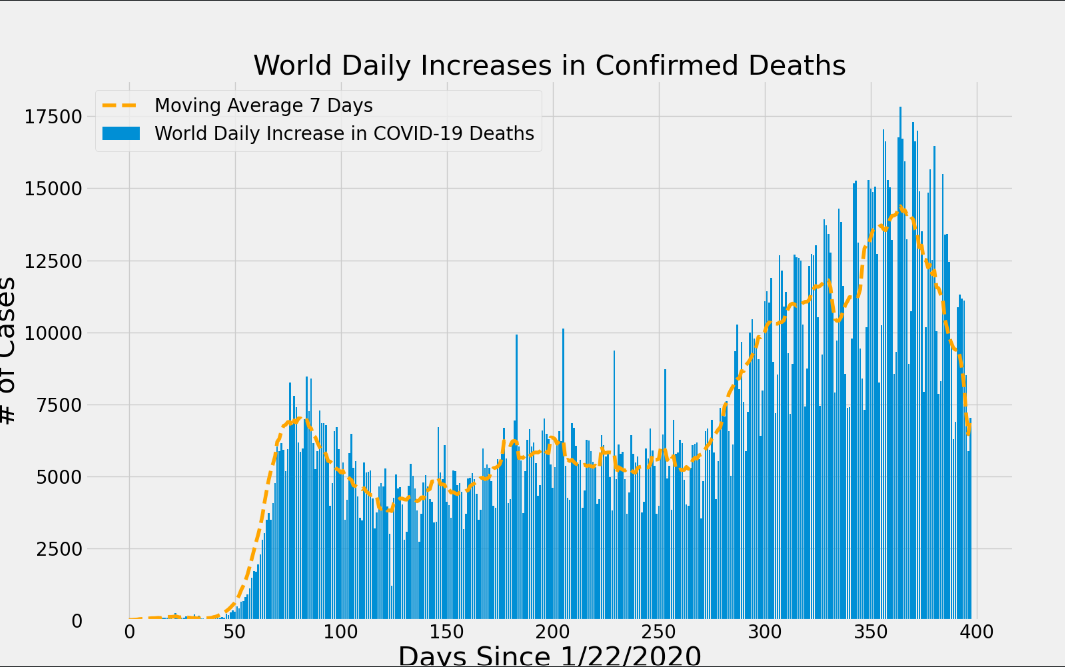 World Daily Increases in Confirmed Deaths
Moving Average 7 Days
World Daily Increase in COVID-19 Deaths
17500
15000
12500
10000
7500
5000
2500
0
# of Cases
0 50 100 150 200 250 300 350 400
Days Since 1/22/2020